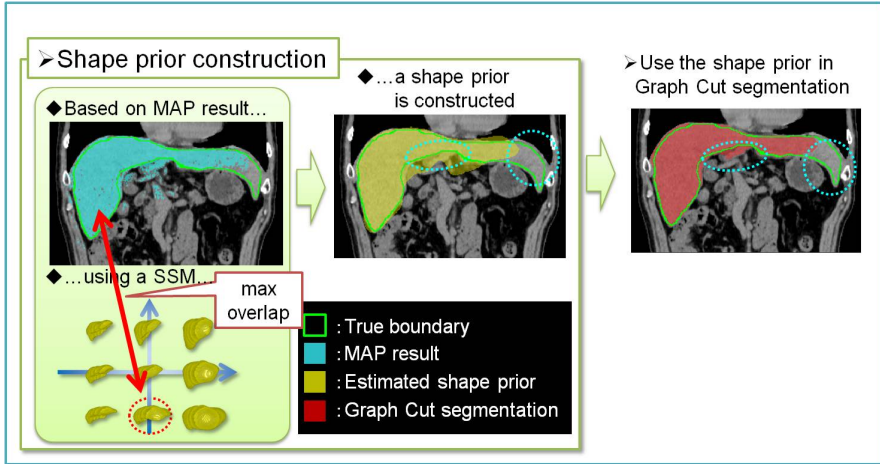 ➢Shape prior construction
◆Based on MAP result…
◆…using a SSM…
max
overlap
◆…a shape prior
is constructed
: True boundary
: MAP result
: Estimated shape prior
: Graph Cut segmentation
➢Use the shape prior in
Graph Cut segmentation